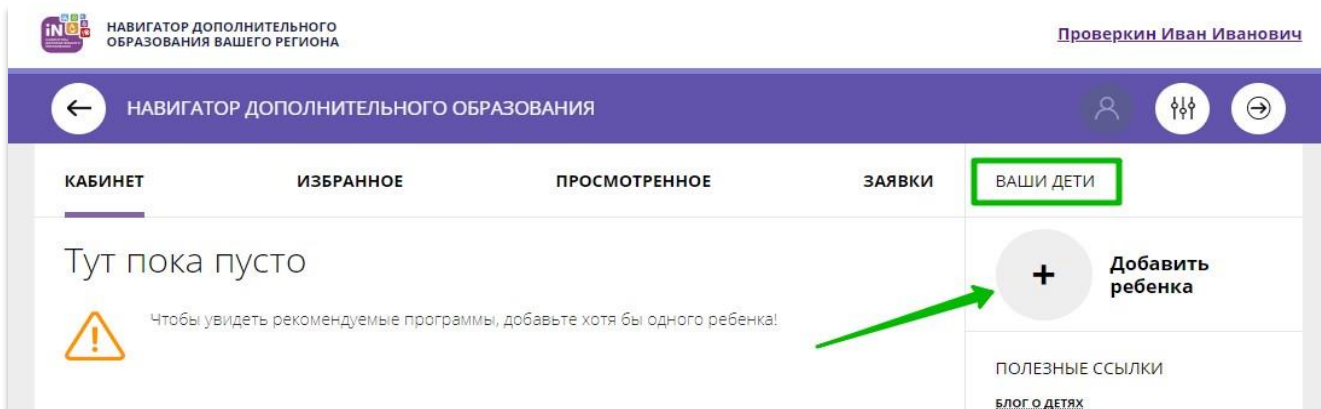 НАВИГАТОР ДОПОЛНИТЕЛЬНОГО
ОБРАЗОВАНИЯ ВАШЕГО РЕГИОНА
Проверкин Иван Иванович
НАВИГАТОР ДОПОЛНИТЕЛЬНОГО ОБРАЗОВАНИЯ
КАБИНЕТ
ИЗБРАННОЕ
ПРОСМОТРЕННОЕ
ЗАЯВКИ
ВАШИ ДЕТИ
Тут пока пусто
Чтобы увидеть рекомендуемые программы, добавьте хотя бы одного ребенка!
Добавить
ребенка
ПОЛЕЗНЫЕ ССЫЛКИ
БЛОГ О ДЕТЯХ